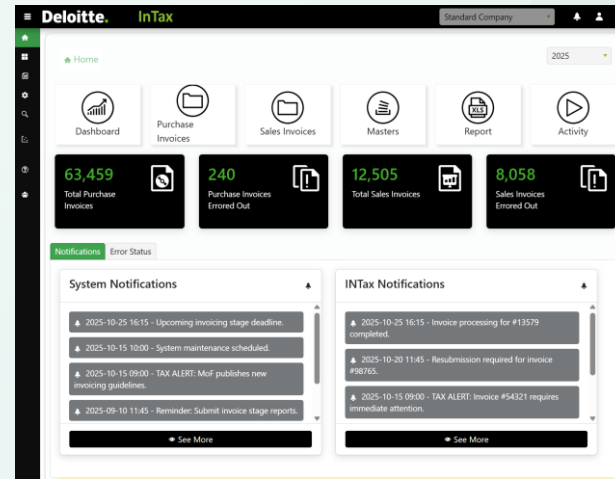 Deloitte. InTax
Standard Company
Home
2025
Dashboard
Purchase
Invoices
Sales Invoices
Masters
XLS
Report
Activity
63,459
Total Purchase
Invoices
240
Purchase Invoices
Errored Out
12,505
Total Sales Invoices
8,058
Sales Invoices
Errored Out
Notifications
Error Status
System Notifications
2025-10-25 16:15 - Upcoming invoicing stage deadline.
2025-10-15 10:00 - System maintenance scheduled.
2025-10-15 09:00 - TAX ALERT: MoF publishes new
invoicing guidelines.
2025-09-10 11:45 - Reminder: Submit invoice stage reports.
See More
INTax Notifications
2025-10-25 16:15 - Invoice processing for #13579
completed.
2025-10-20 11:45 - Resubmission required for invoice
#98765.
2025-10-15 09:00 - TAX ALERT: Invoice #54321 requires
immediate attention.
See More